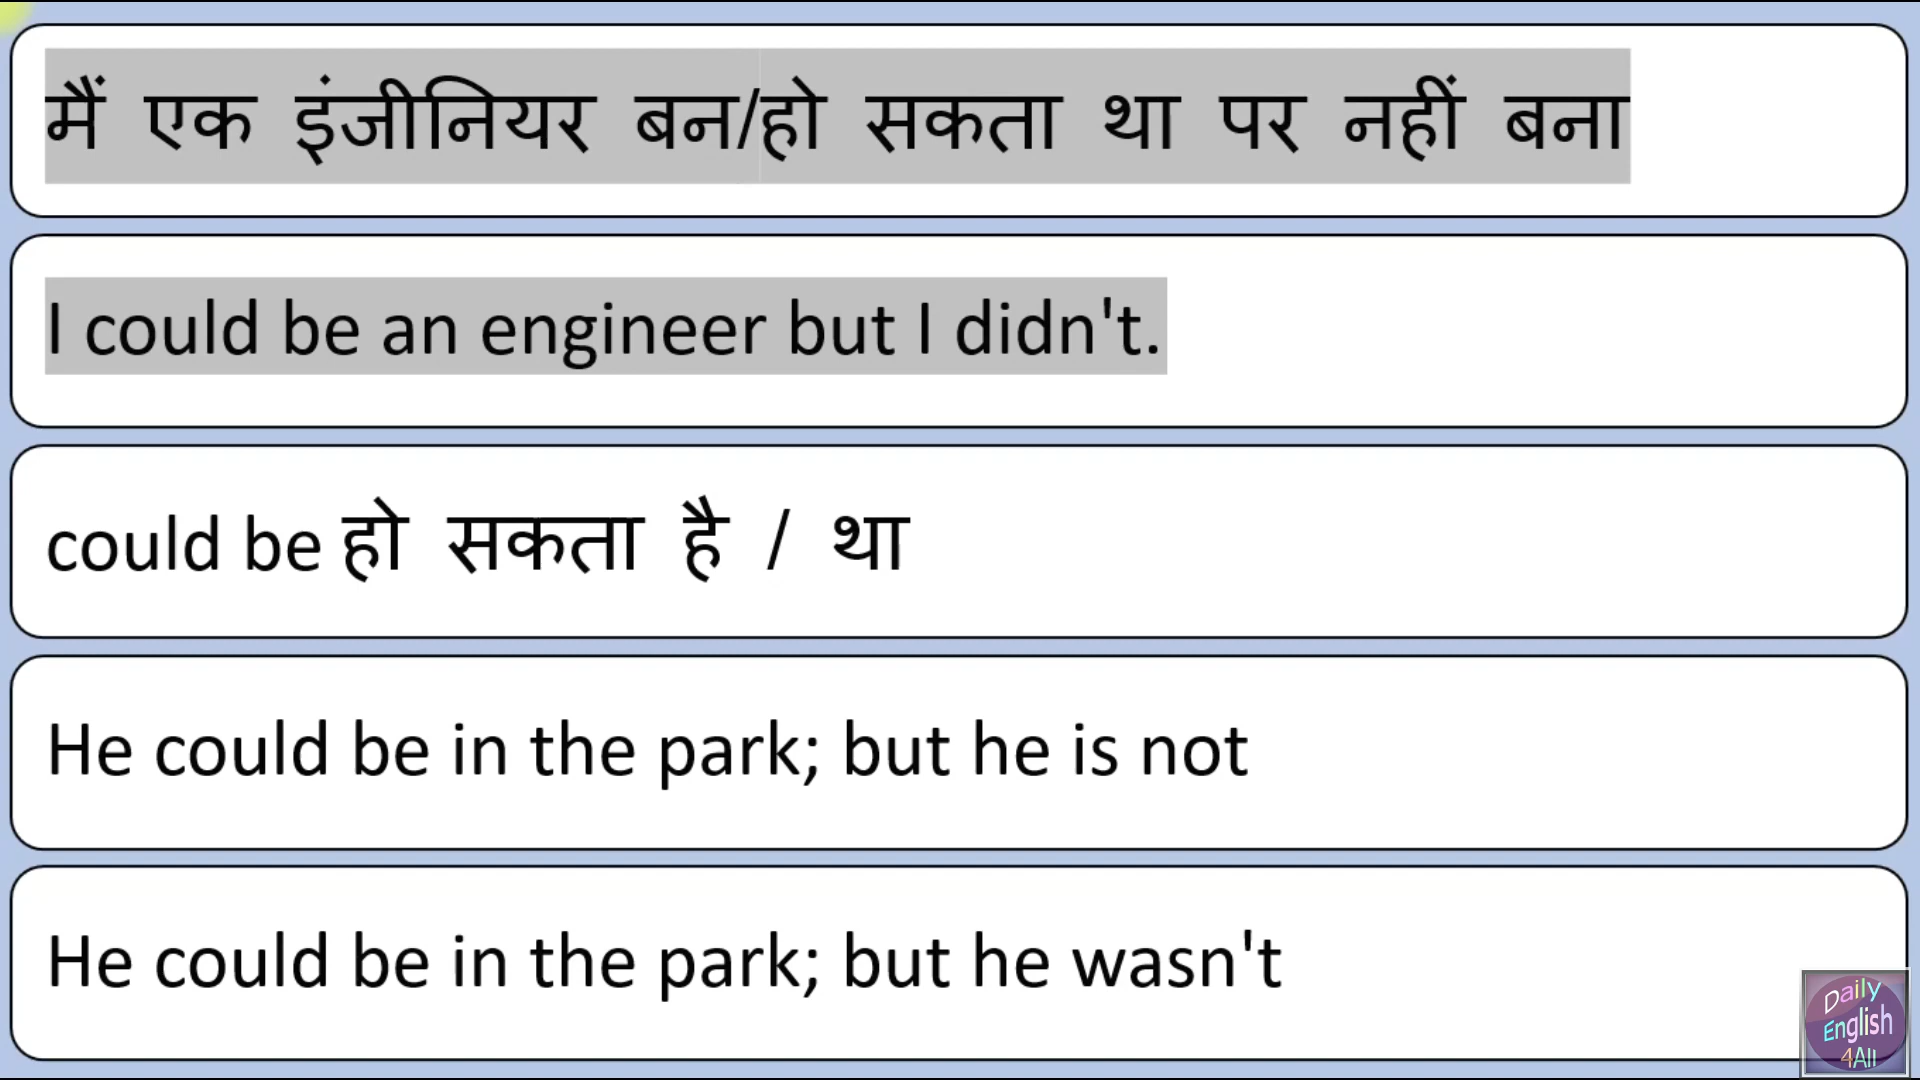 मैं एक इंजीनियर बन/हो सकता था पर नहीं बना
I could be an engineer but I didn't.
could be हो सकता है / था
He could be in the park; but he is not
He could be in the park; but he wasn't
Daily
English
4All